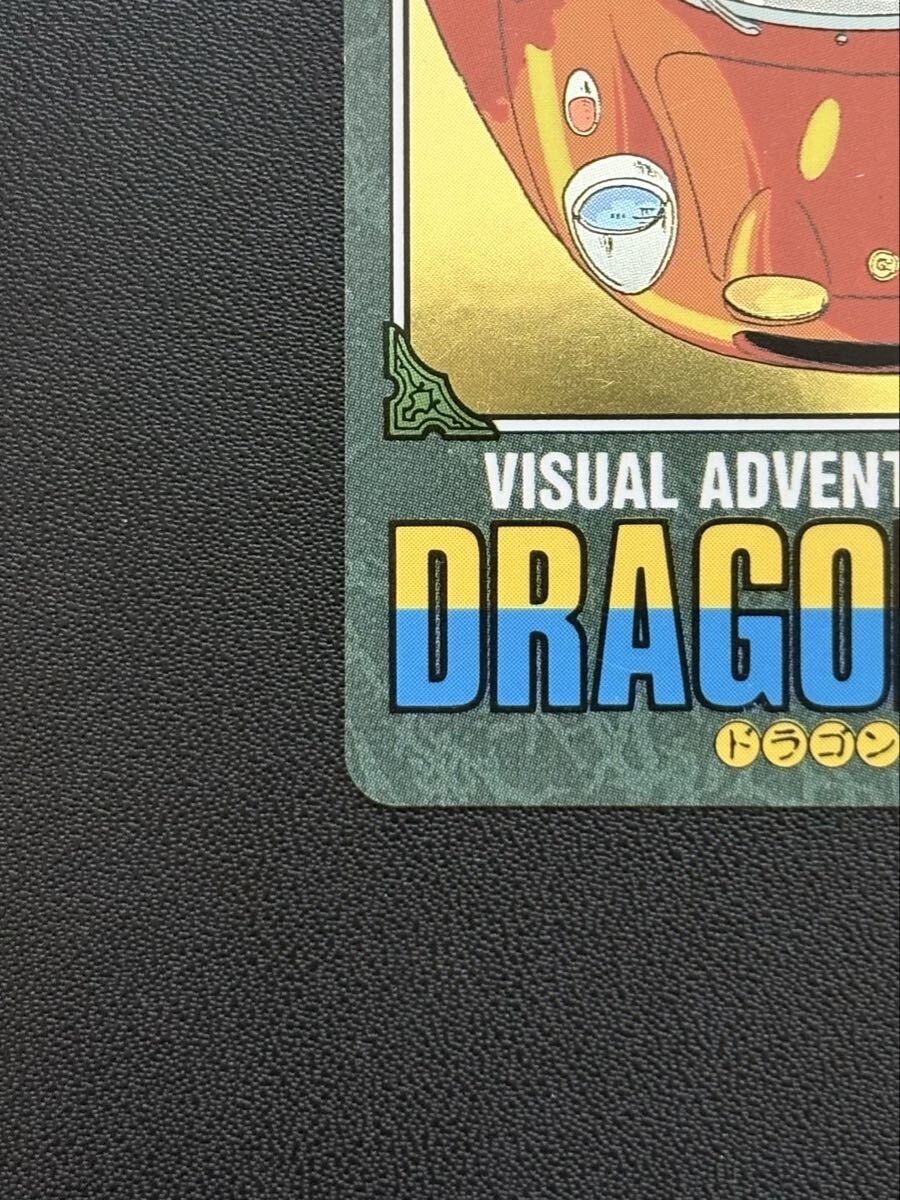 VISUAL ADVENT
DRAGO
ドラゴン